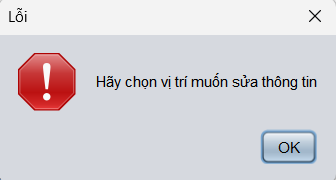 Lỗi
Hãy chọn vị trí muốn sửa thông tin
OK